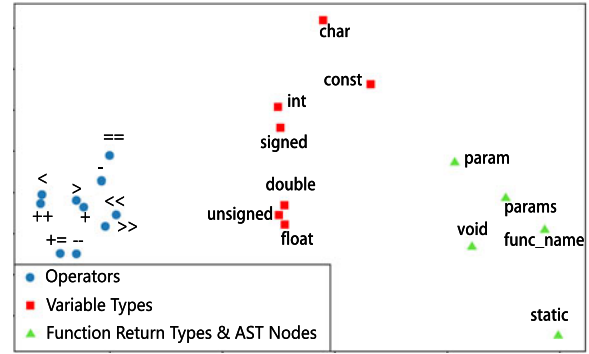 char
const
int
signed
==
-
param
<
>
double
<<
params
++
+
unsigned
>>
void
+=
--
float
func_name
Operators
Variable Types
static
Function Return Types & AST Nodes